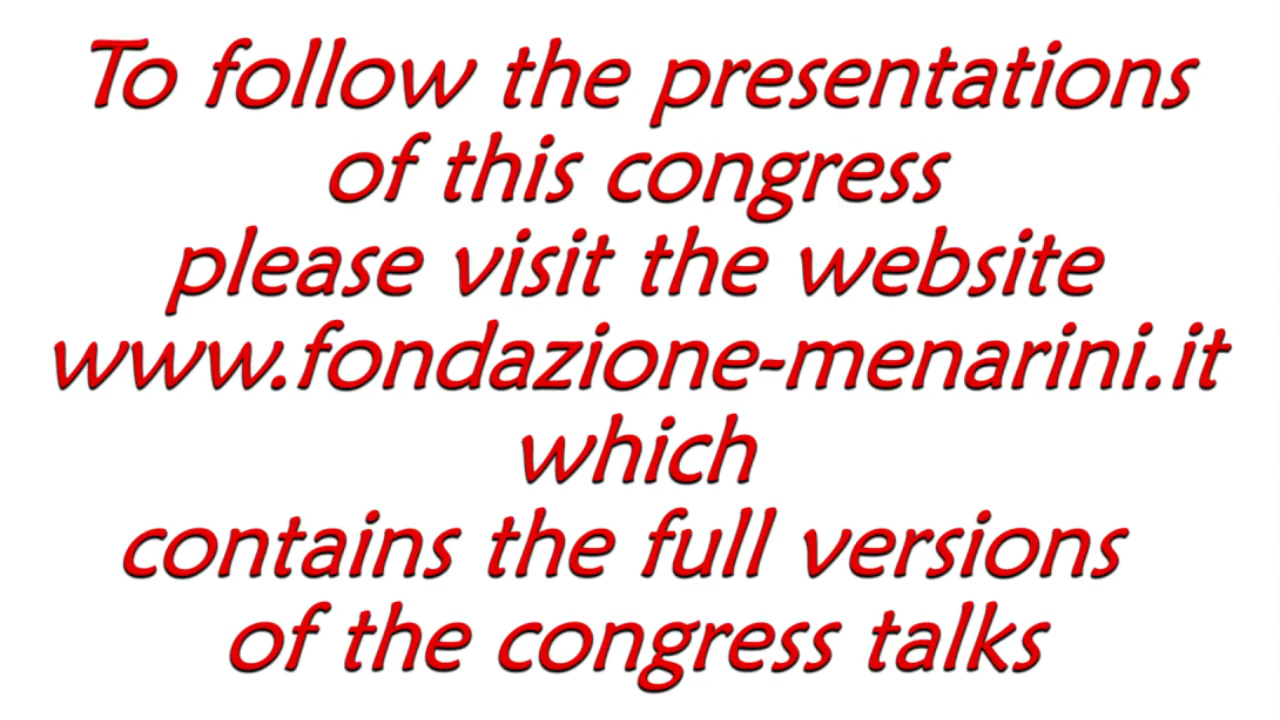 To follow the presentations
of this congress
please visit the website
www.fondazione-menarini.it
which
contains the full versions
of the congress talks